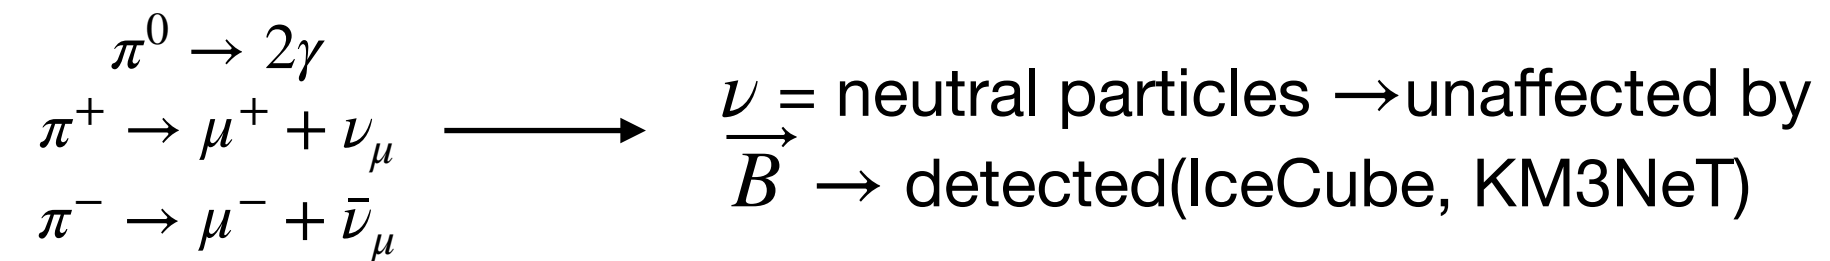 π⁰ → 2γ
π⁺ → μ⁺ + ν_μ
π⁻ → μ⁻ + ν̄_μ
⟶
ν = neutral particles →unaffected by
B⃗ → detected(IceCube, KM3NeT)